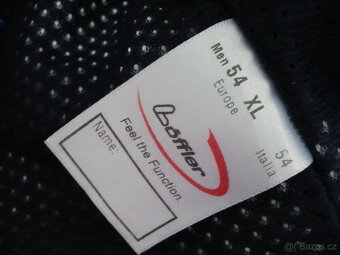 Men 54 XL
Europe
54
Italia
Löffler
Feel the Function.
Name:
©Bazos.cz